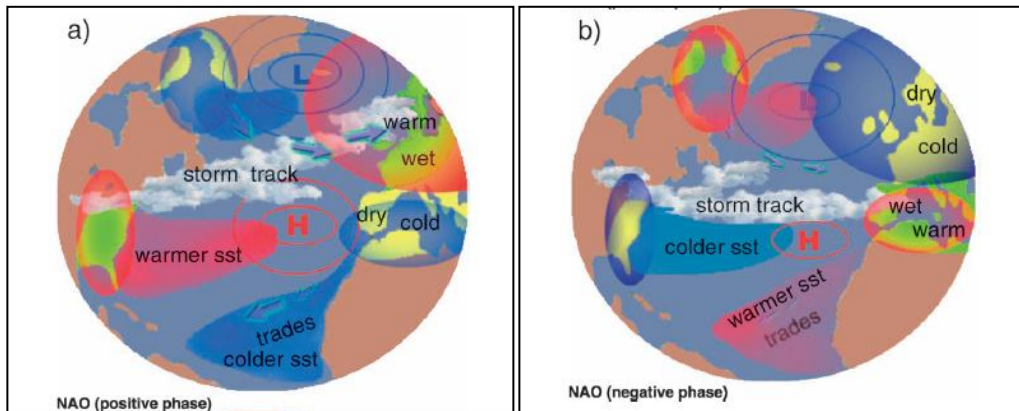 a)
L
warm
wet
storm track
dry
cold
H
warmer sst
trades
colder sst
NAO (positive phase)
b)
L
dry
cold
storm track
wet
warm
colder sst
H
warmer sst
trades
NAO (negative phase)